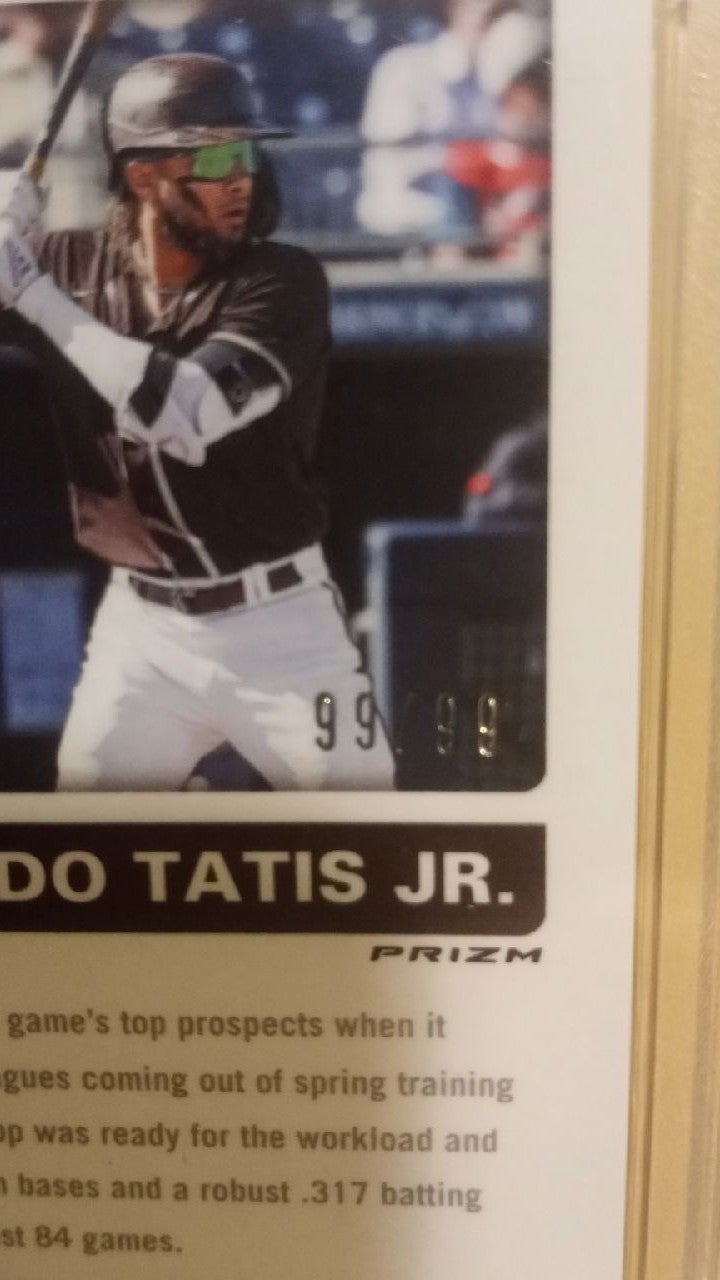 99/99
DO TATIS JR.
PRIZM
game's top prospects when it
gues coming out of spring training
op was ready for the workload and
n bases and a robust .317 batting
st 84 games.